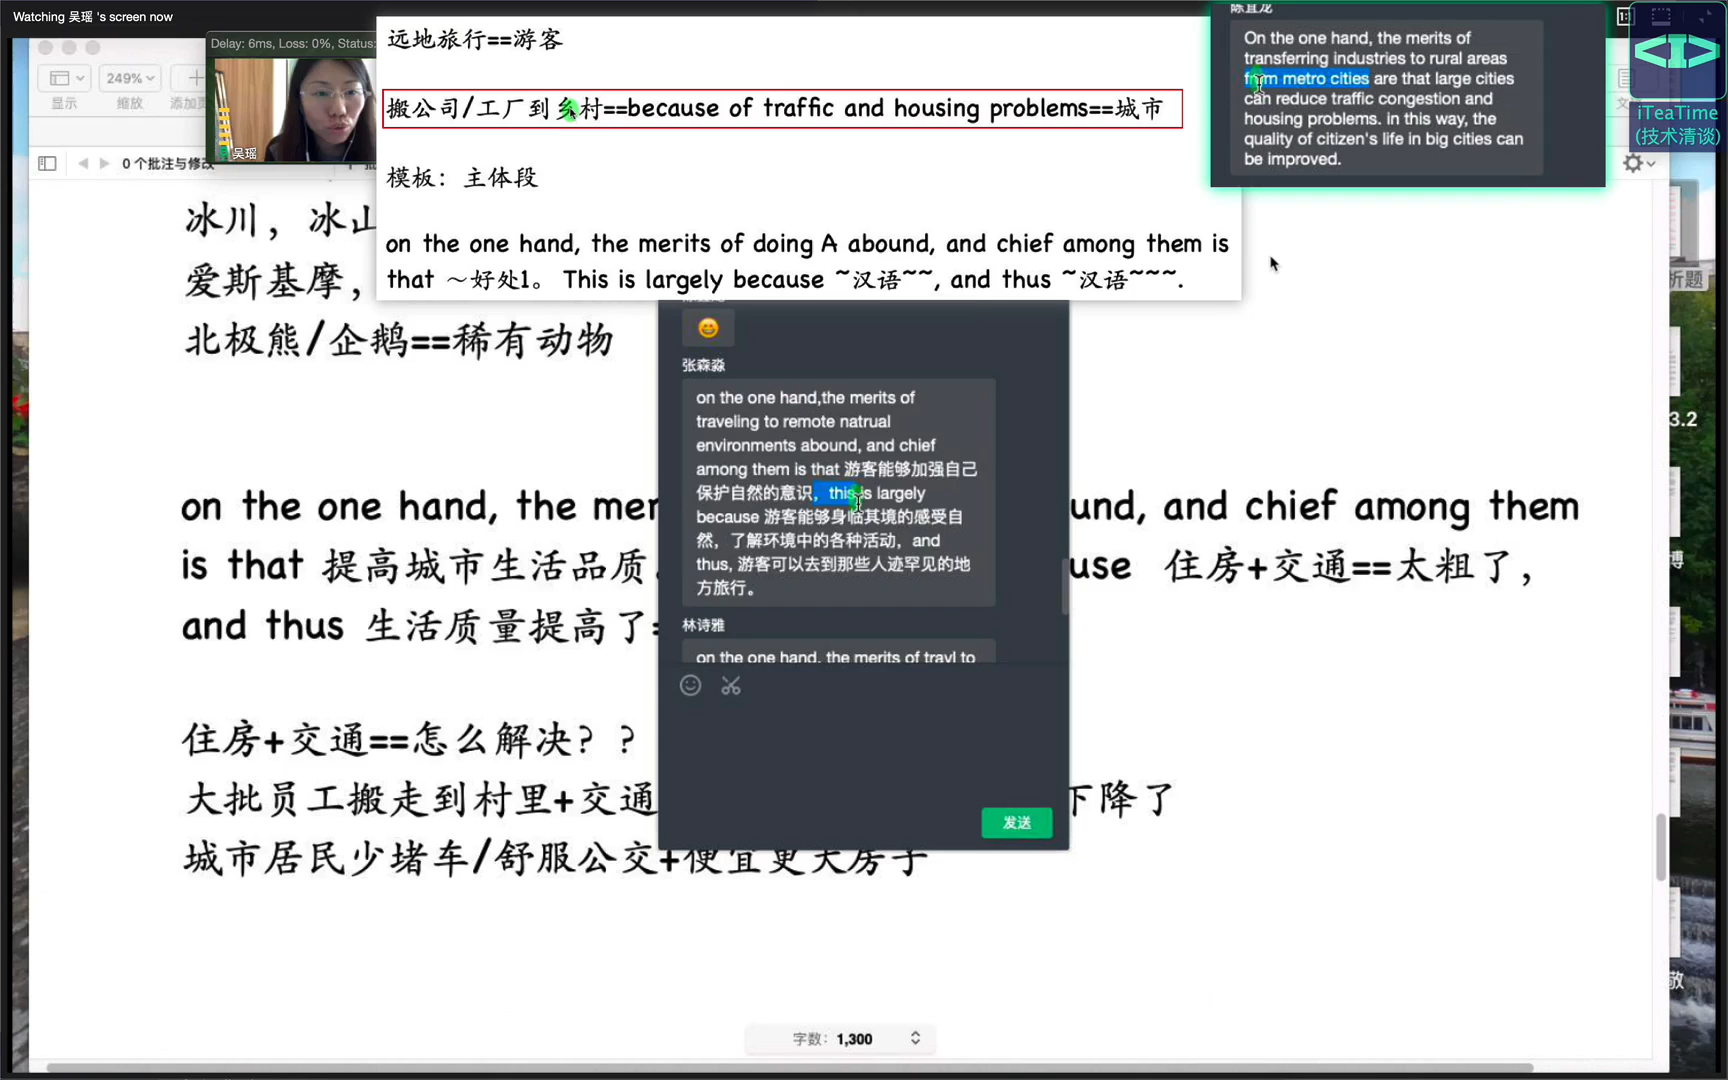 Watching 吴瑶 's screen now
Delay: 6ms, Loss: 0%, Status:
吴瑶
249%
显示
缩放
添加页
0 个批注与修改
远地旅行==游客
搬公司/工厂到乡村==because of traffic and housing problems==城市
模板：主体段
on the one hand, the merits of doing A abound, and chief among them is
that ～好处1。 This is largely because ~汉语~~, and thus ~汉语~~~.
陈宜龙
On the one hand, the merits of
transferring industries to rural areas
from metro cities are that large cities
can reduce traffic congestion and
housing problems. in this way, the
quality of citizen's life in big cities can
be improved.
iTeaTime
(技术清谈)
冰川，冰山
爱斯基摩，
北极熊/企鹅==稀有动物
张森淼
on the one hand,the merits of
traveling to remote natrual
environments abound, and chief
among them is that 游客能够加强自己
保护自然的意识，this is largely
because 游客能够身临其境的感受自
然，了解环境中的各种活动，and
thus, 游客可以去到那些人迹罕见的地
方旅行。
林诗雅
on the one hand, the merits of travl to
发送
on the one hand, the mer
und, and chief among them
is that 提高城市生活品质.
use 住房+交通==太粗了，
and thus 生活质量提高了=
住房+交通==怎么解决？？
大批员工搬走到村里+交通
下降了
城市居民少堵车/舒服公交+便宜更大房子
析题
3.2
博
敬
字数： 1,300